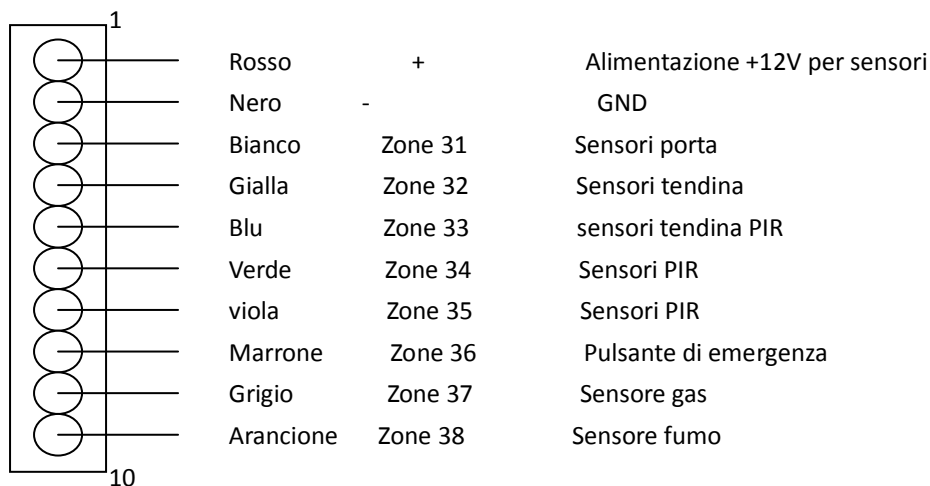 1
Rosso + Alimentazione +12V per sensori
Nero - GND
Bianco Zone 31 Sensori porta
Gialla Zone 32 Sensori tendina
Blu Zone 33 sensori tendina PIR
Verde Zone 34 Sensori PIR
viola Zone 35 Sensori PIR
Marrone Zone 36 Pulsante di emergenza
Grigio Zone 37 Sensore gas
Arancione Zone 38 Sensore fumo
10